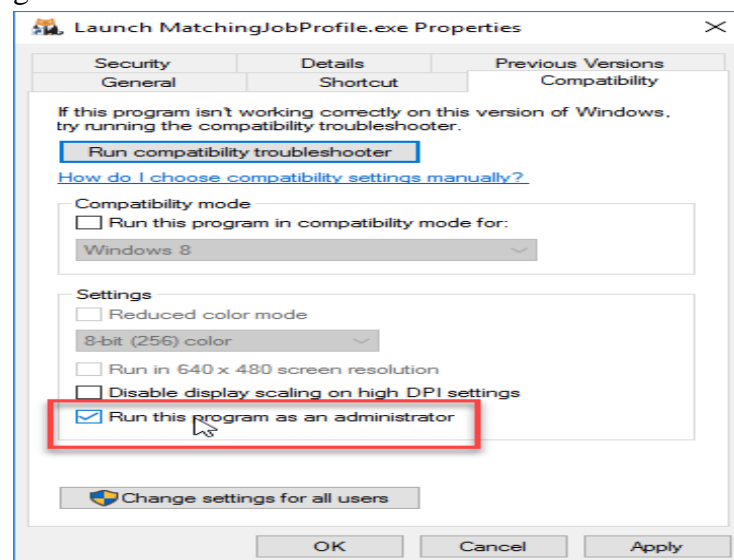 g
Launch MatchingJobProfile.exe Properties
Security Details Previous Versions
General Shortcut Compatibility
If this program isn't working correctly on this version of Windows,
try running the compatibility troubleshooter.
Run compatibility troubleshooter
How do I choose compatibility settings manually?
Compatibility mode
Run this program in compatibility mode for:
Windows 8
Settings
Reduced color mode
8-bit (256) color
Run in 640 x 480 screen resolution
Disable display scaling on high DPI settings
Run this program as an administrator
Change settings for all users
OK Cancel Apply